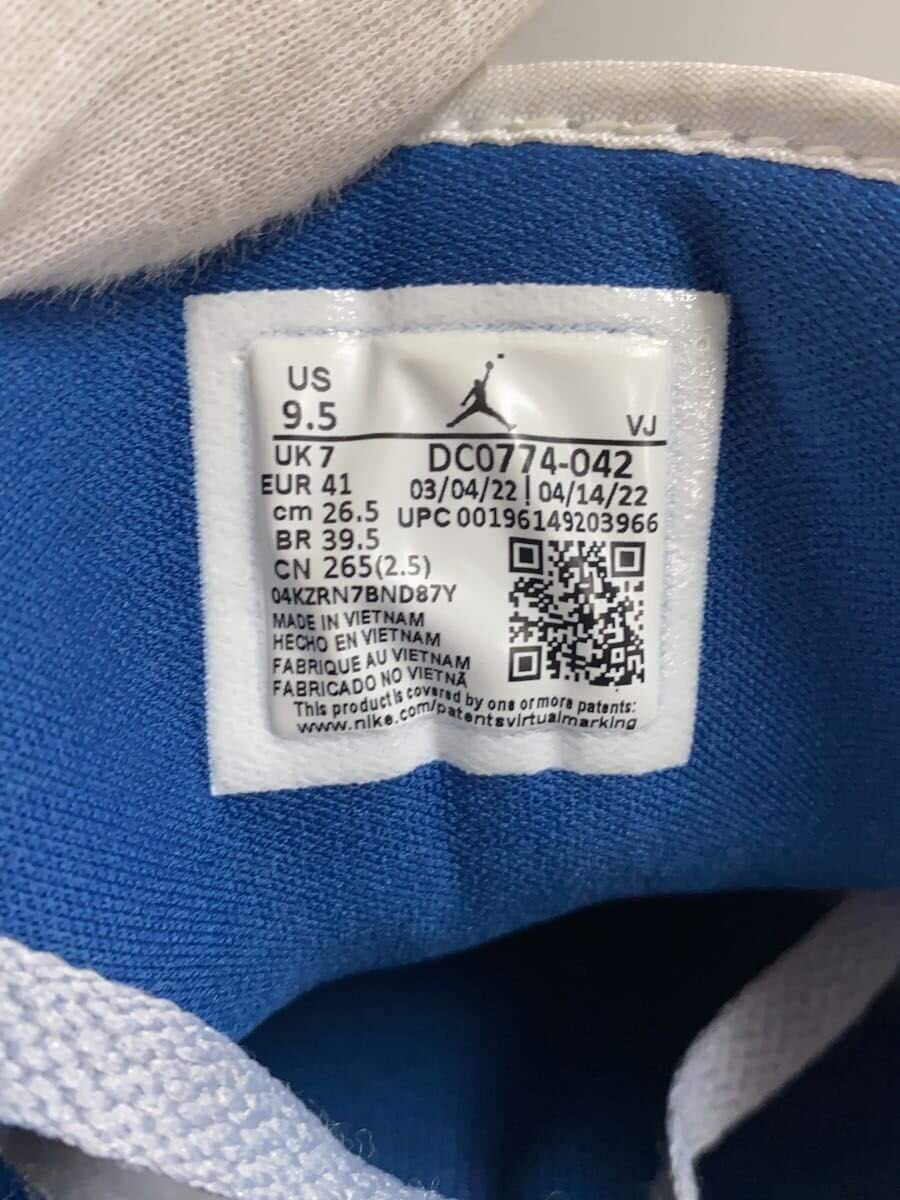 US
9.5
VJ
UK 7
DC0774-042
EUR 41
03/04/22 | 04/14/22
cm 26.5
UPC 00196149203966
BR 39.5
CN 265(2.5)
04KZRN7BND87Y
MADE IN VIETNAM
HECHO EN VIETNAM
FABRIQUE AU VIETNAM
FABRICADO NO VIETNÃ
This product is covered by one or more patents:
www.nike.com/patentsvirtualmarking